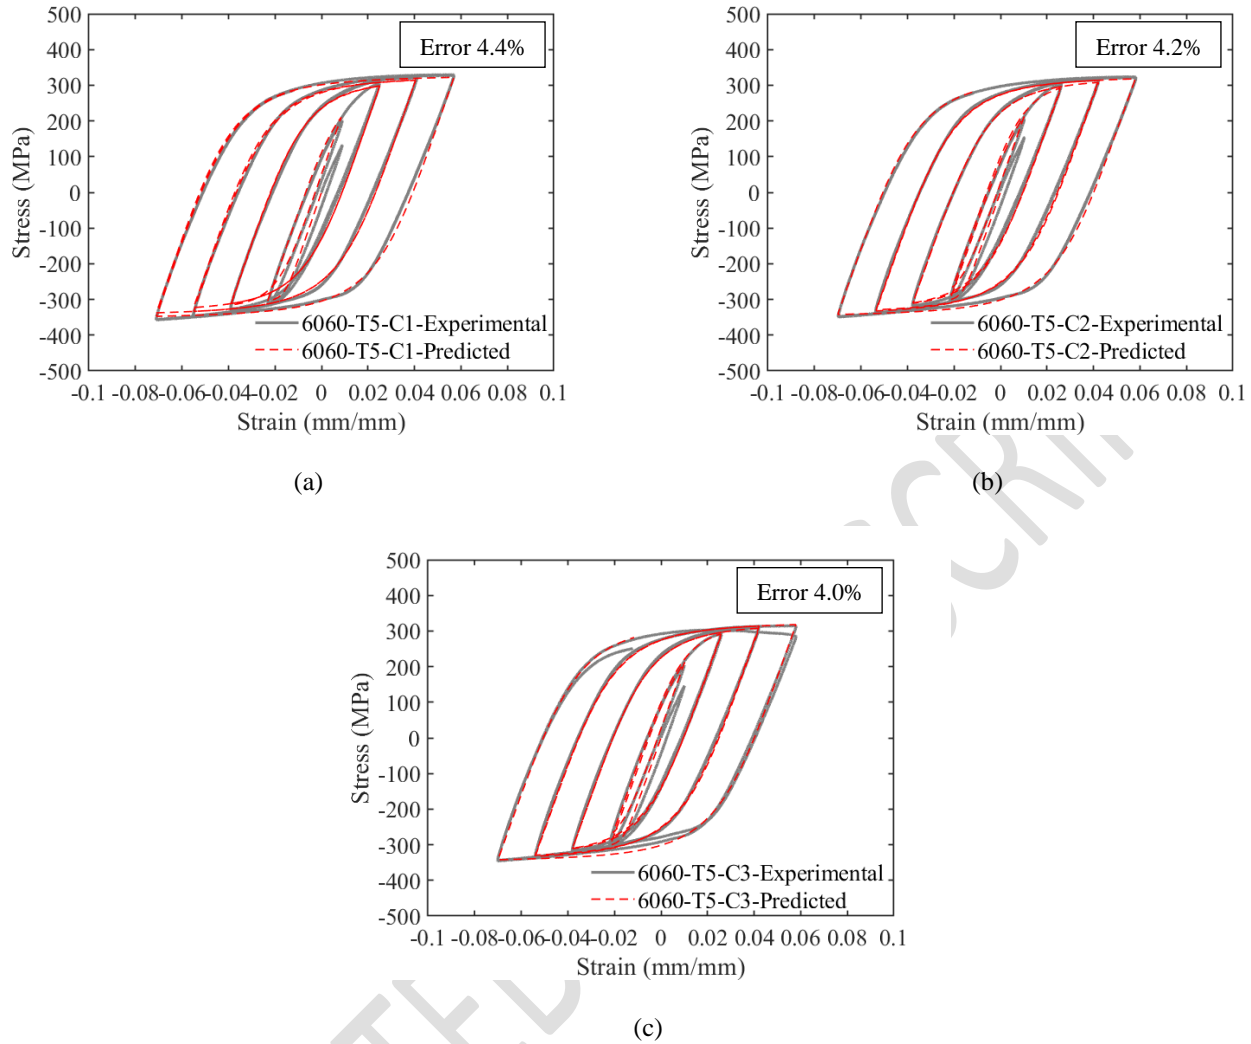 500
400
300
200
100
0
-100
-200
-300
-400
-500
Stress (MPa)
Error 4.4%
6060-T5-C1-Experimental
6060-T5-C1-Predicted
-0.1 -0.08 -0.06 -0.04 -0.02 0 0.02 0.04 0.06 0.08 0.1
Strain (mm/mm)
(a)
500
400
300
200
100
0
-100
-200
-300
-400
-500
Stress (MPa)
Error 4.2%
6060-T5-C2-Experimental
6060-T5-C2-Predicted
-0.1 -0.08 -0.06 -0.04 -0.02 0 0.02 0.04 0.06 0.08 0.1
Strain (mm/mm)
(b)
500
400
300
200
100
0
-100
-200
-300
-400
-500
Stress (MPa)
Error 4.0%
6060-T5-C3-Experimental
6060-T5-C3-Predicted
-0.1 -0.08 -0.06 -0.04 -0.02 0 0.02 0.04 0.06 0.08 0.1
Strain (mm/mm)
(c)